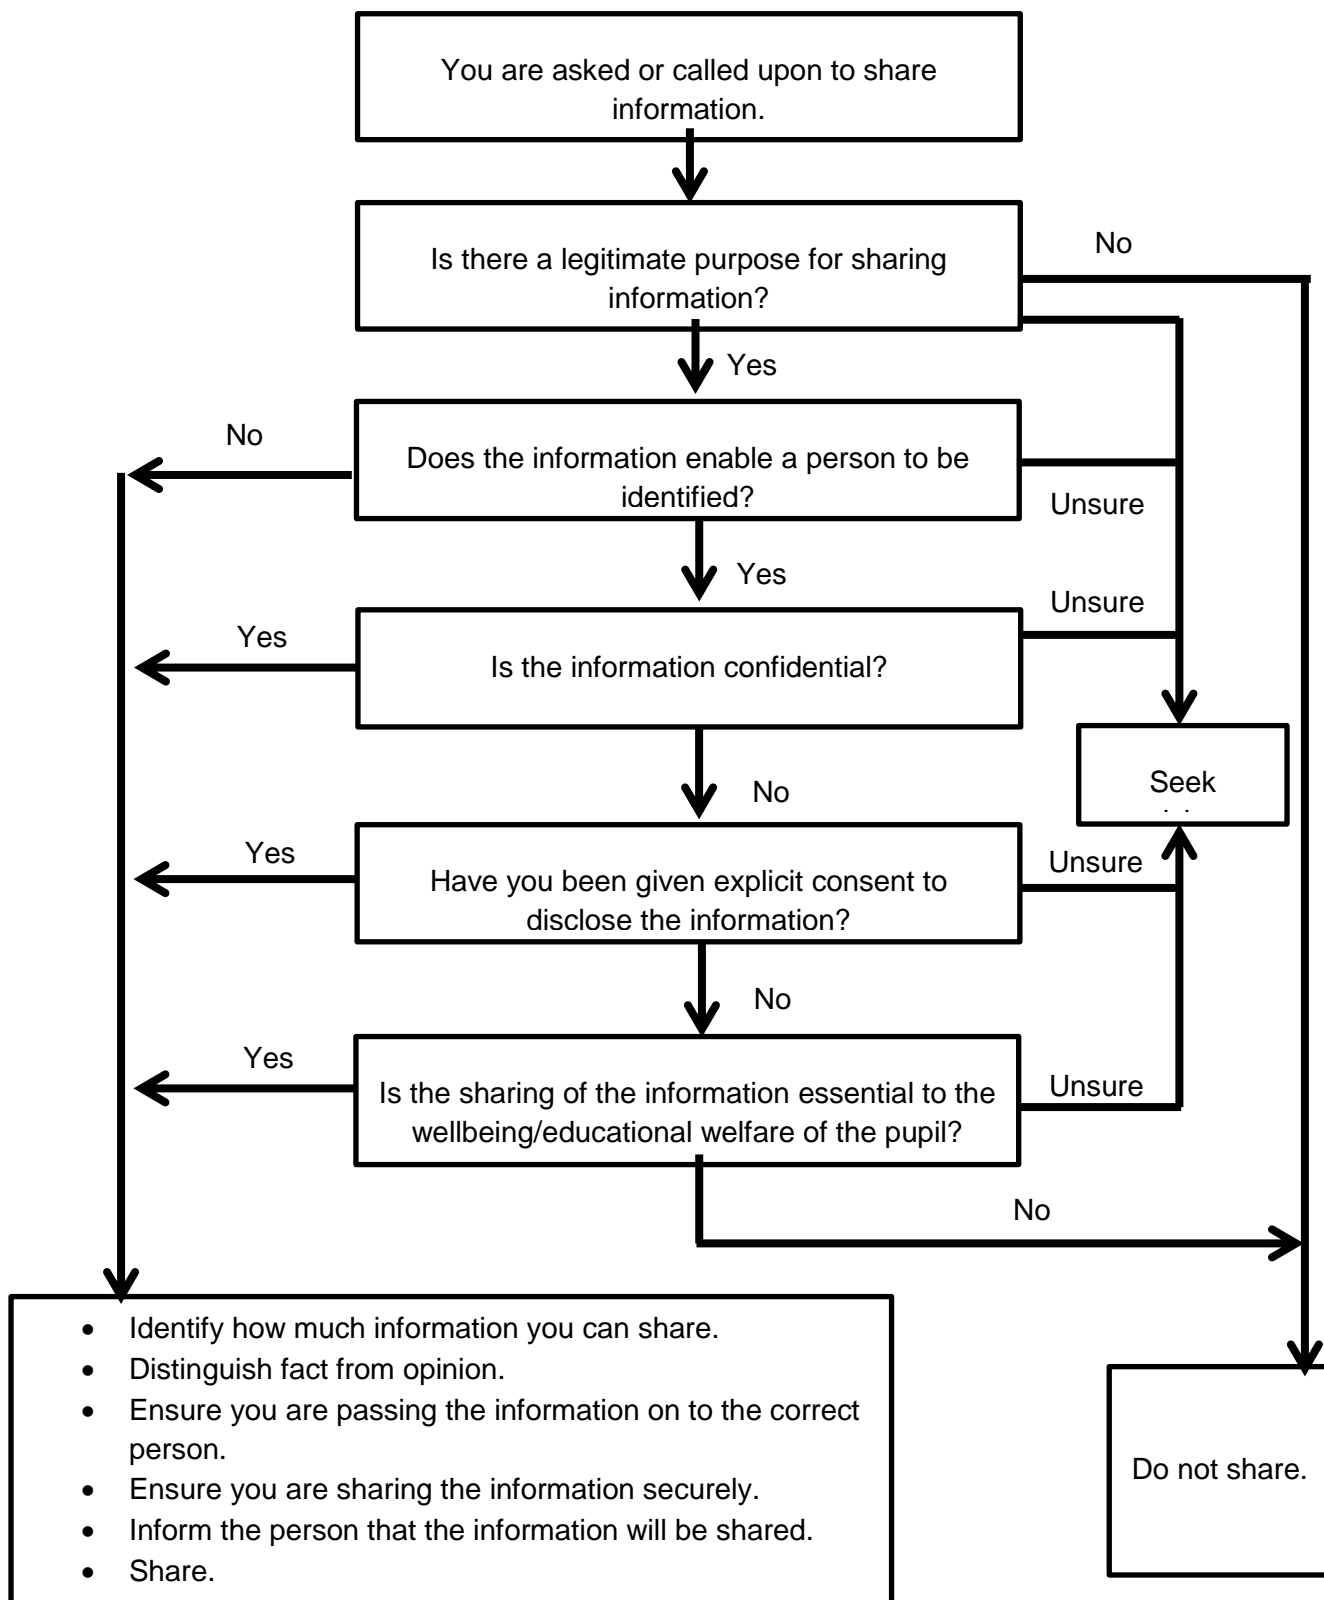 You are asked or called upon to share
information.
No
Is there a legitimate purpose for sharing
information?
Yes
No
Does the information enable a person to be
identified?
Unsure
Yes
Unsure
Yes
Is the information confidential?
Seek
No
Yes
Unsure
Have you been given explicit consent to
disclose the information?
No
Yes
Unsure
Is the sharing of the information essential to the
wellbeing/educational welfare of the pupil?
No
• Identify how much information you can share.
• Distinguish fact from opinion.
• Ensure you are passing the information on to the correct
person.
• Ensure you are sharing the information securely.
• Inform the person that the information will be shared.
• Share.
Do not share.